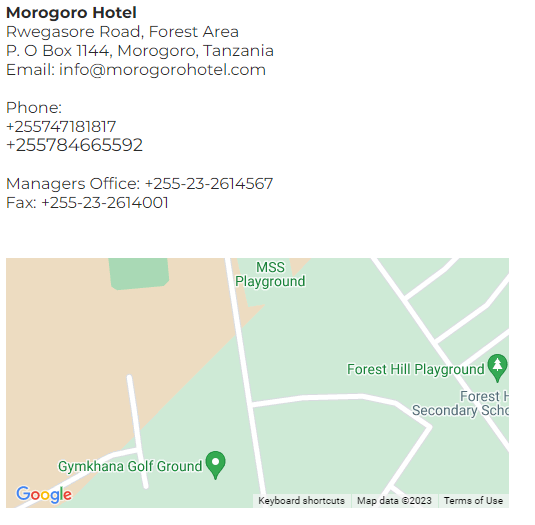 Morogoro Hotel
Rwegasore Road, Forest Area
P. O Box 1144, Morogoro, Tanzania
Email: info@morogorohotel.com
Phone:
+255747181817
+255784665592
Managers Office: +255-23-2614567
Fax: +255-23-2614001
MSS
Playground
Forest Hill Playground
Forest H
Secondary Scho
Gymkhana Golf Ground
Google
Keyboard shortcuts
Map data ©2023
Terms of Use